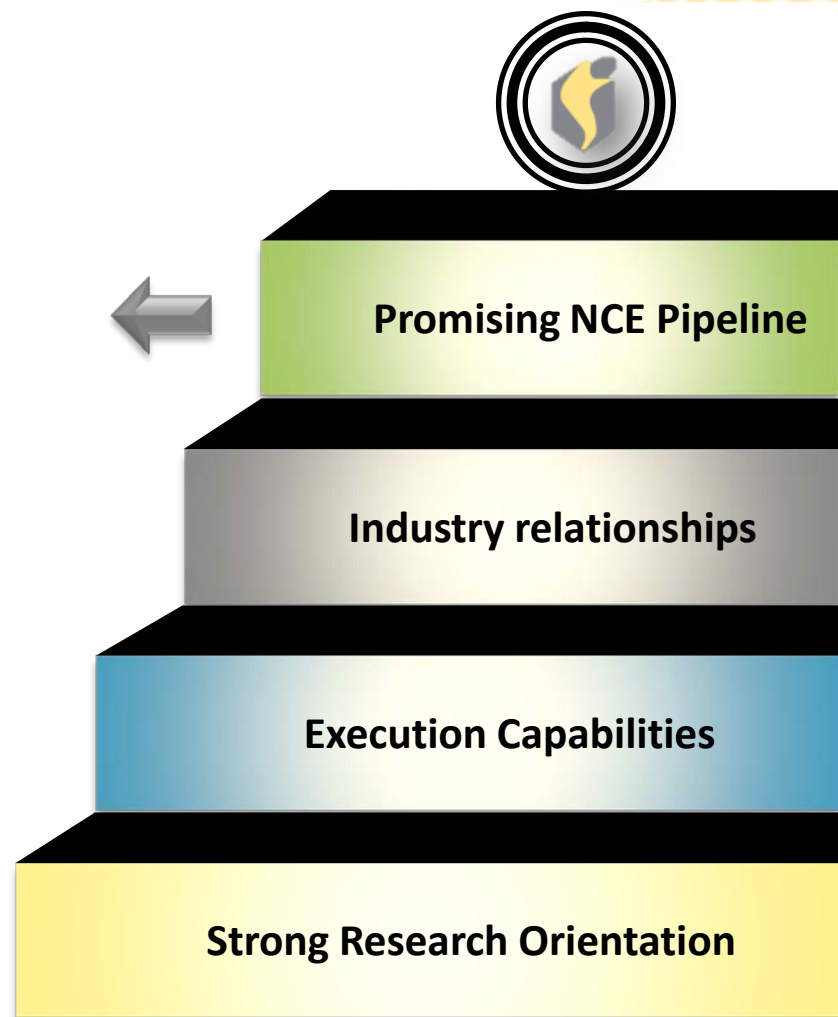 Promising NCE Pipeline
Industry relationships
Execution Capabilities
Strong Research Orientation